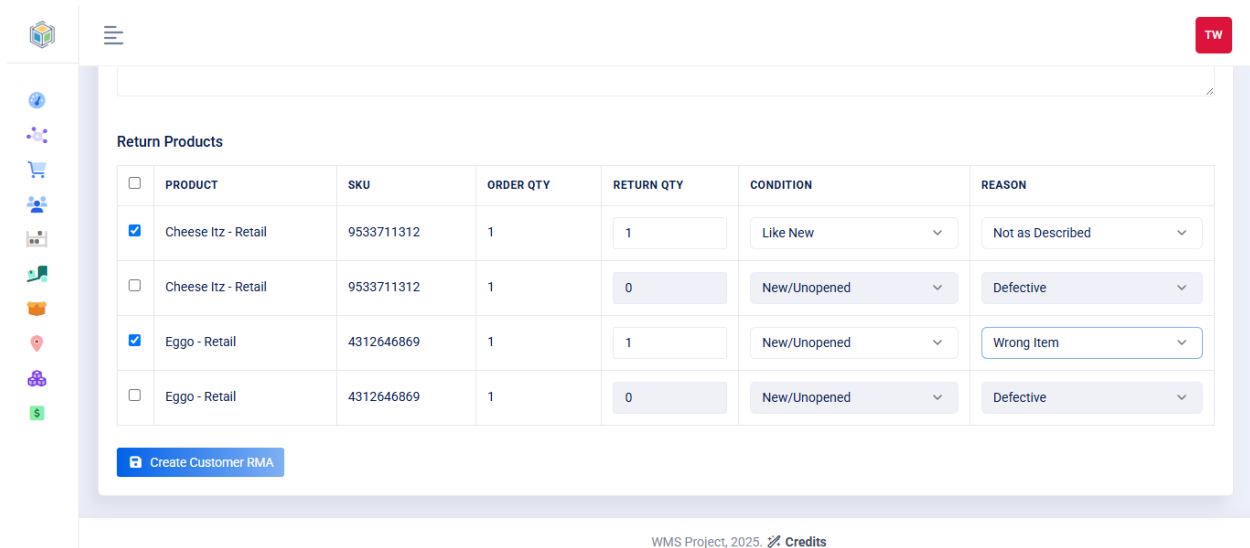 TW
Return Products
PRODUCT SKU ORDER QTY RETURN QTY CONDITION REASON
Cheese Itz - Retail 9533711312 1 1 Like New Not as Described
Cheese Itz - Retail 9533711312 1 0 New/Unopened Defective
Eggo - Retail 4312646869 1 1 New/Unopened Wrong Item
Eggo - Retail 4312646869 1 0 New/Unopened Defective
Create Customer RMA
WMS Project, 2025. Credits